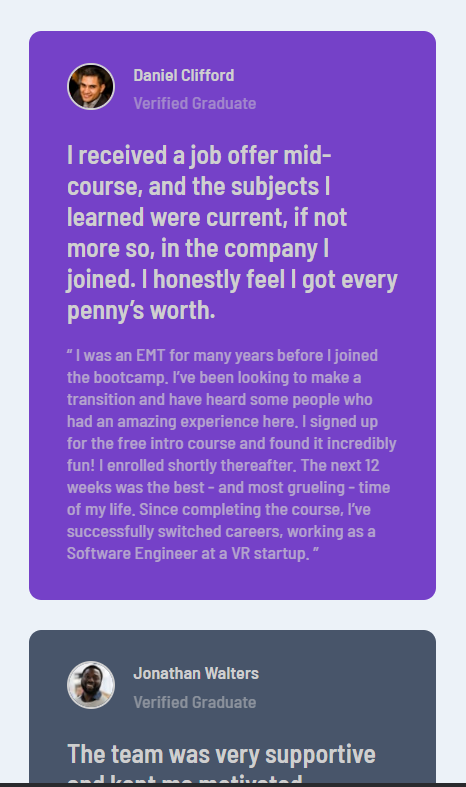 Daniel Clifford
Verified Graduate
I received a job offer mid-
course, and the subjects I
learned were current, if not
more so, in the company I
joined. I honestly feel I got every
penny’s worth.
“ I was an EMT for many years before I joined
the bootcamp. I’ve been looking to make a
transition and have heard some people who
had an amazing experience here. I signed up
for the free intro course and found it incredibly
fun! I enrolled shortly thereafter. The next 12
weeks was the best - and most grueling - time
of my life. Since completing the course, I’ve
successfully switched careers, working as a
Software Engineer at a VR startup. ”
Jonathan Walters
Verified Graduate
The team was very supportive
and kept me motivated